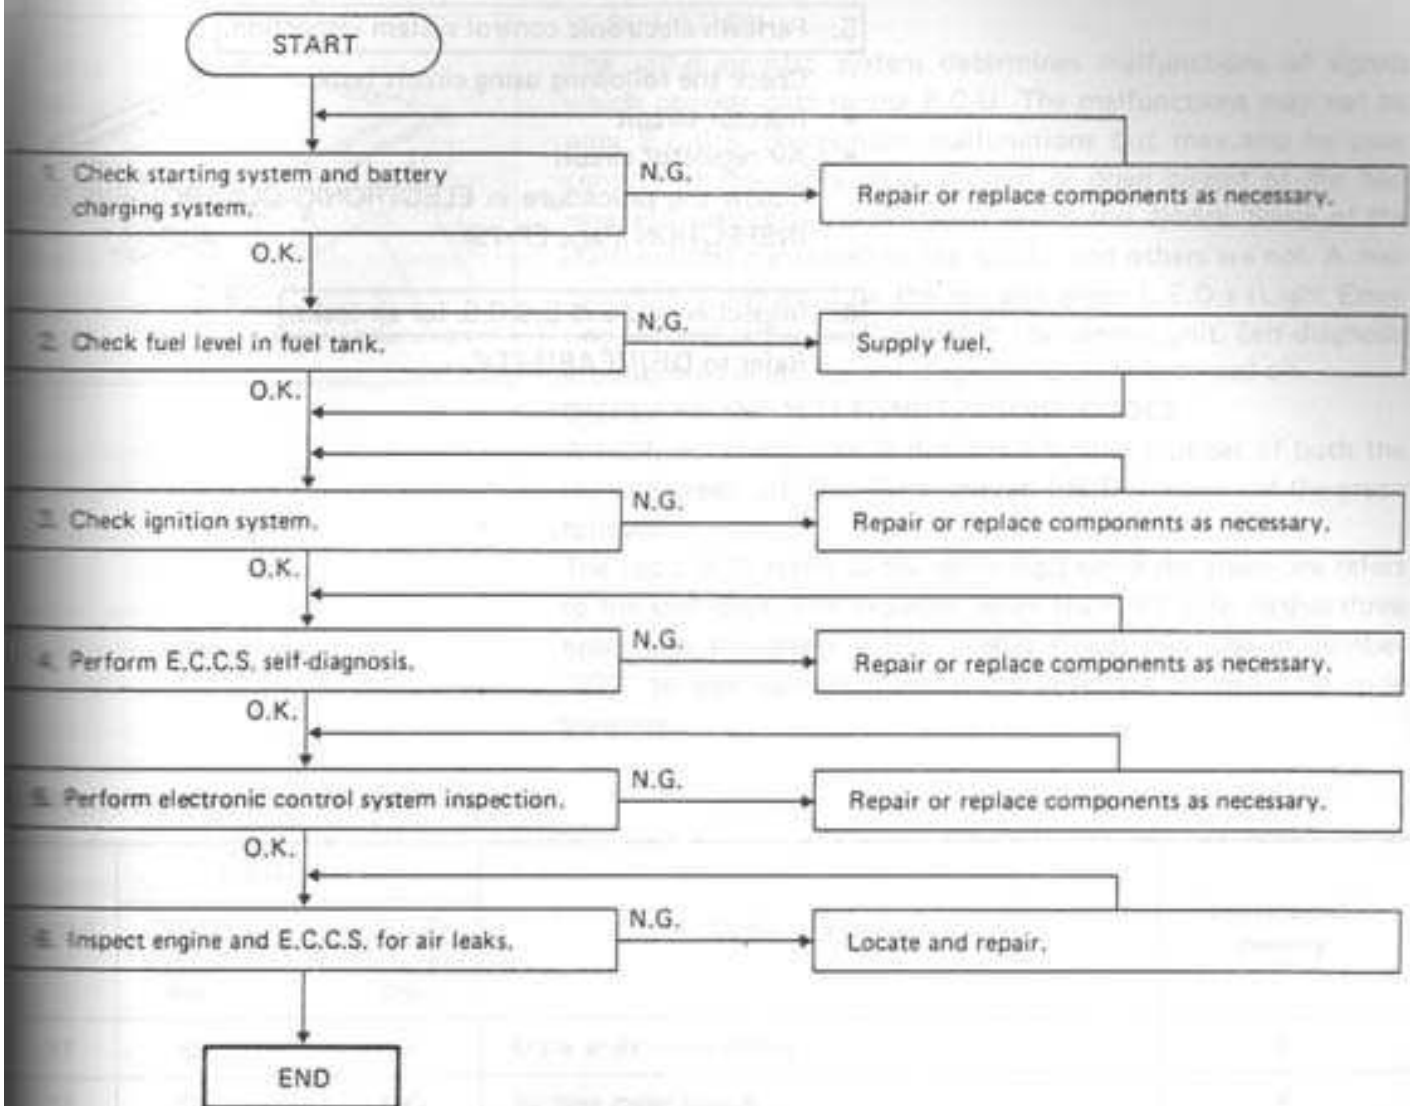 START
1. Check starting system and battery
charging system.
N.G.
Repair or replace components as necessary.
O.K.
2. Check fuel level in fuel tank.
N.G.
Supply fuel.
O.K.
3. Check ignition system.
N.G.
Repair or replace components as necessary.
O.K.
4. Perform E.C.C.S. self-diagnosis.
N.G.
Repair or replace components as necessary.
O.K.
5. Perform electronic control system inspection.
N.G.
Repair or replace components as necessary.
O.K.
6. Inspect engine and E.C.C.S. for air leaks.
N.G.
Locate and repair.
END